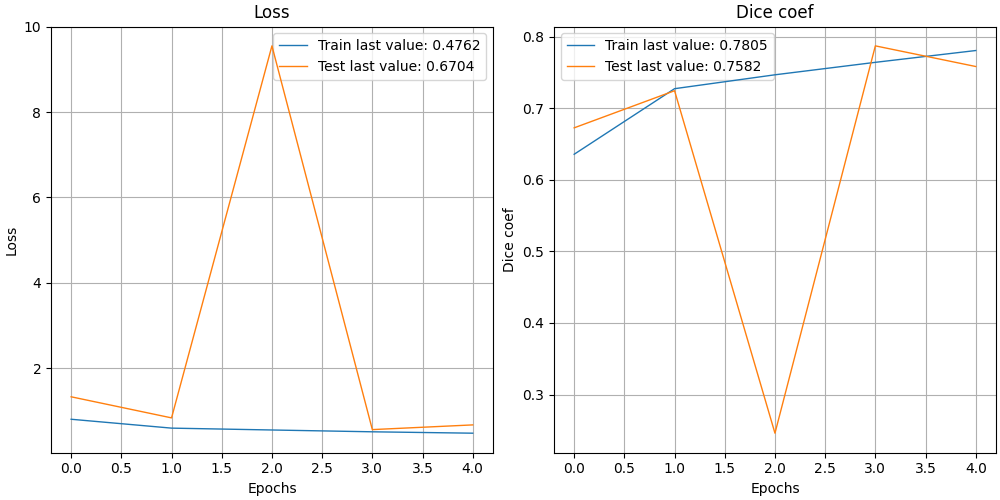 Loss
Train last value: 0.4762
Test last value: 0.6704
10
8
6
4
2
Loss
0.0 0.5 1.0 1.5 2.0 2.5 3.0 3.5 4.0
Epochs
Dice coef
Train last value: 0.7805
Test last value: 0.7582
0.8
0.7
0.6
0.5
0.4
0.3
Dice coef
0.0 0.5 1.0 1.5 2.0 2.5 3.0 3.5 4.0
Epochs